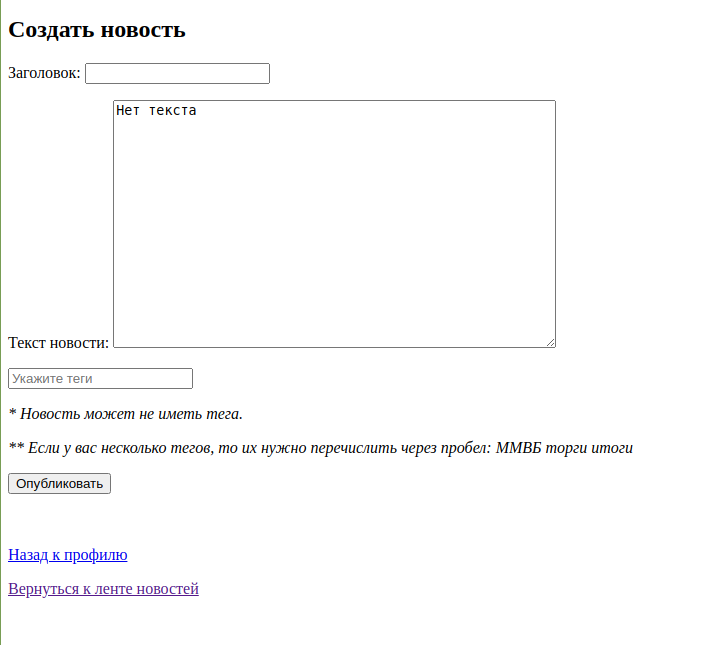 Создать новость
Заголовок:
Нет текста
Текст новости:
Укажите теги
* Новость может не иметь тега.
** Если у вас несколько тегов, то их нужно перечислить через пробел: ММВБ торги итоги
Опубликовать
Назад к профилю
Вернуться к ленте новостей